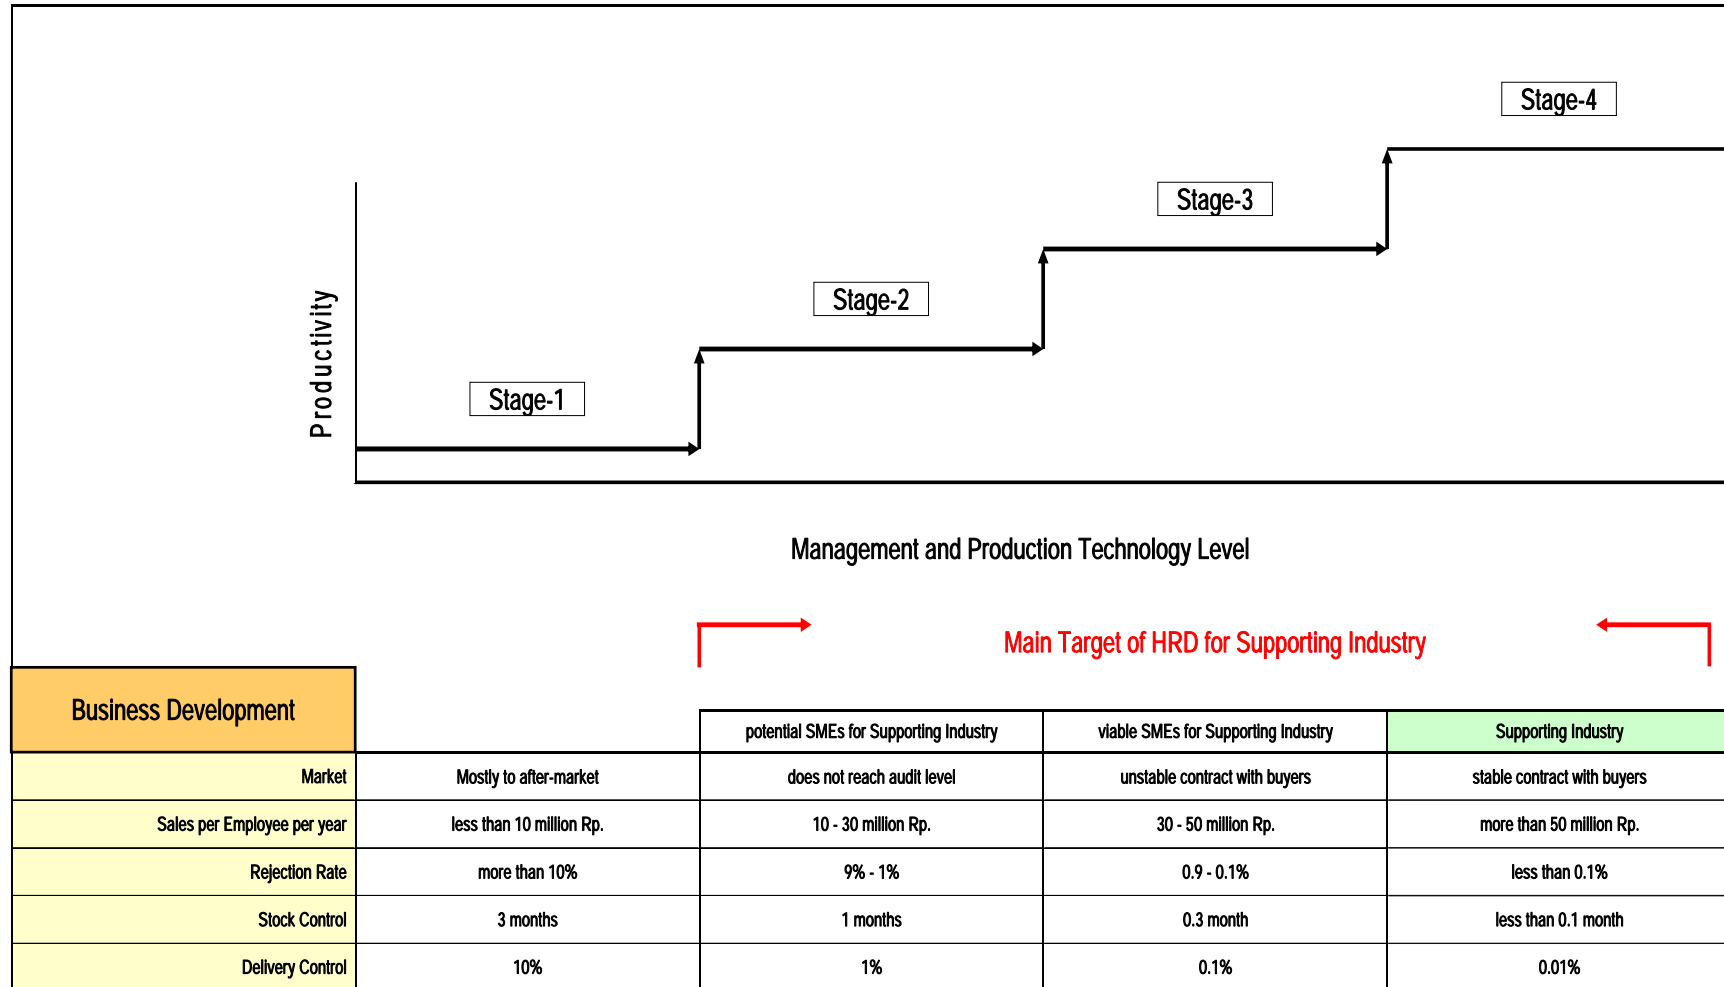 Stage-4
Stage-3
Stage-2
Stage-1
Productivity
Management and Production Technology Level
Main Target of HRD for Supporting Industry
Business Development
potential SMEs for Supporting Industry viable SMEs for Supporting Industry Supporting Industry
Market Mostly to after-market does not reach audit level unstable contract with buyers stable contract with buyers
Sales per Employee per year less than 10 million Rp. 10 - 30 million Rp. 30 - 50 million Rp. more than 50 million Rp.
Rejection Rate more than 10% 9% - 1% 0.9 - 0.1% less than 0.1%
Stock Control 3 months 1 months 0.3 month less than 0.1 month
Delivery Control 10% 1% 0.1% 0.01%